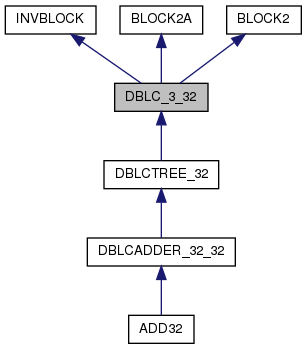 INVBLOCK
BLOCK2A
BLOCK2
DBLC_3_32
DBLCTREE_32
DBLCADDER_32_32
ADD32